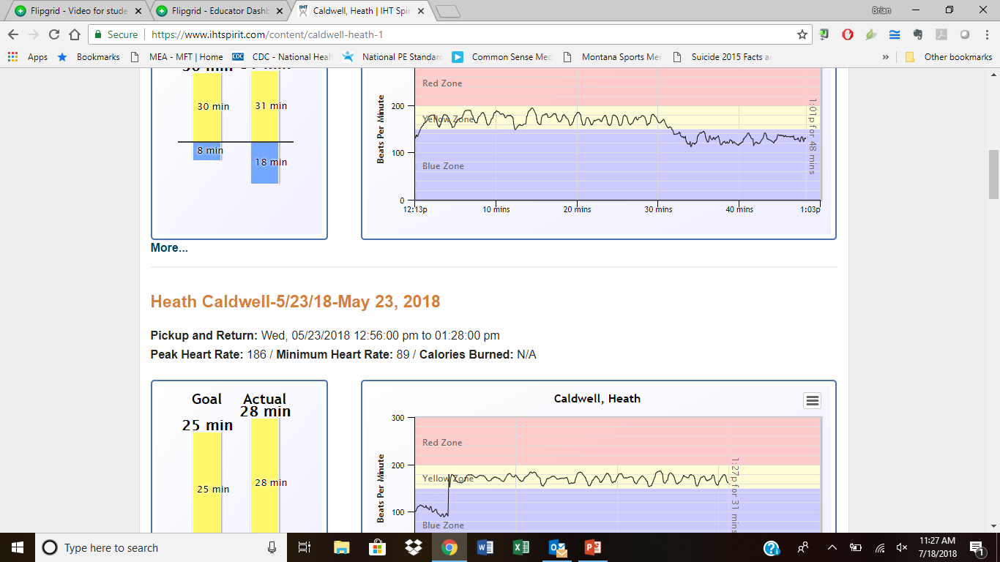 Flipgrid - Video for stude
Flipgrid - Educator Dashb
Caldwell, Heath | IHT Spir
Brian
Secure
https://www.ihtspirit.com/content/caldwell-heath-1
Apps
Bookmarks
MEA - MFT | Home
CDC
CDC - National Heal
National PE Standard
Common Sense Med
Montana Sports Mer
Suicide 2015 Facts a
»
Other bookmarks
30 min
31 min
8 min
18 min
Beats Per Minute
200
100
0
Red Zone
Yellow Zone
Blue Zone
1:01p for 48 mins
12:13p
10 mins
20 mins
30 mins
40 mins
1:03p
More...
Heath Caldwell-5/23/18-May 23, 2018
Pickup and Return: Wed, 05/23/2018 12:56:00 pm to 01:28:00 pm
Peak Heart Rate: 186 / Minimum Heart Rate: 89 / Calories Burned: N/A
Goal
Actual
28 min
25 min
25 min
28 min
Caldwell, Heath
Beats Per Minute
300
200
100
Red Zone
Yellow Zone
Blue Zone
1:27p for 31 mins
Type here to search
11:27 AM
7/18/2018
1